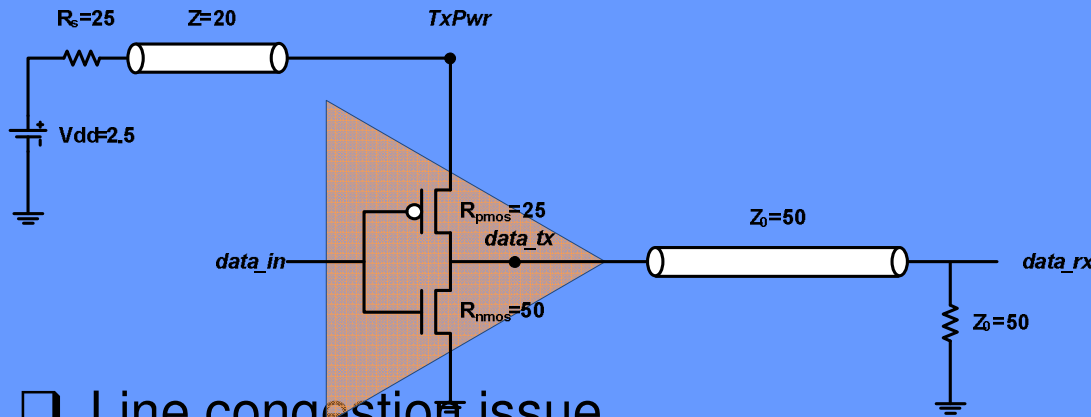 Rs=25 Z=20 TxPwr
Vdd=2.5
+
Rpmos=25
data_tx
Z0=50
data_in
data_rx
Rnmos=50
Z0=50
❑ Line congestion issue